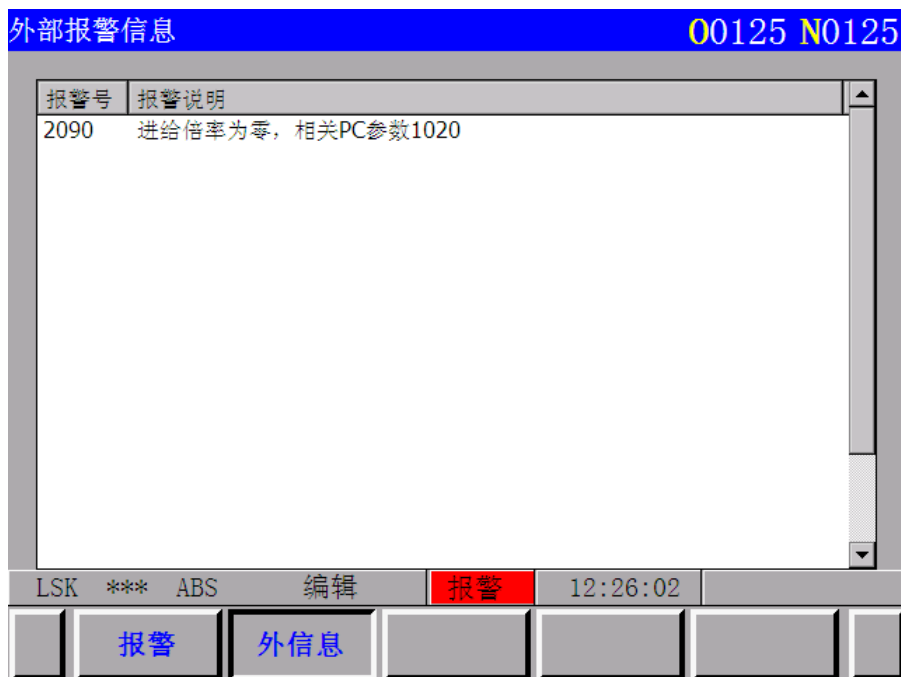 外部报警信息 O0125 N0125
报警号 报警说明
2090 进给倍率为零，相关PC参数1020
LSK *** ABS 编辑 报警 12:26:02
报警 外信息